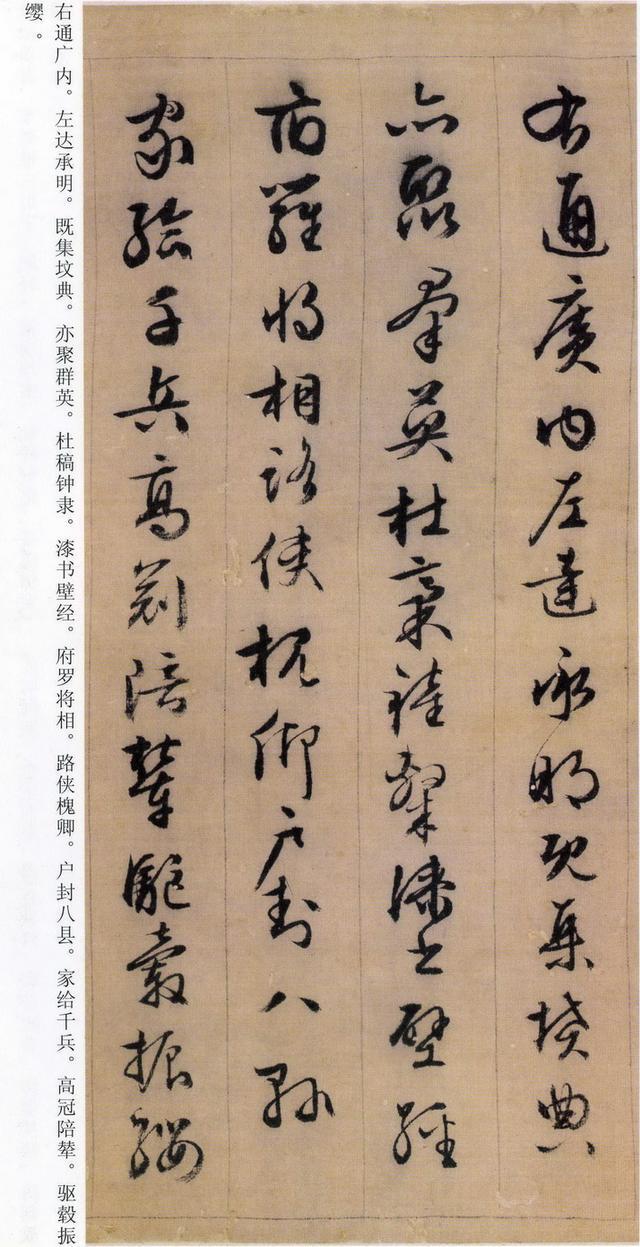 右通廣內左達承明既集墳典
亦聚群英杜稾鍾隸漆书壁經
府羅将相路俠槐卿户封八縣
家給千兵高冠陪輦驅轂振纓
右通广内。左达承明。既集坟典。亦聚群英。杜稿钟隶。漆书壁经。府罗将相。路侠槐卿。户封八县。家给千兵。高冠陪辇。驱毂振
缨。